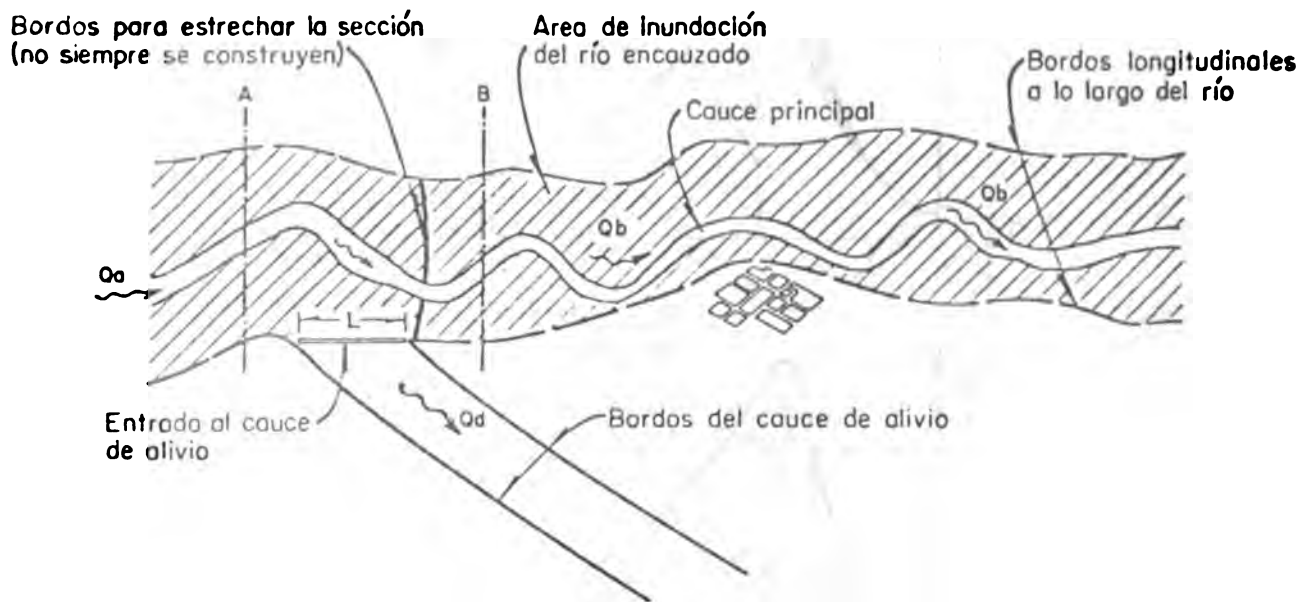 Bordos para estrechar la sección
(no siempre se construyen)
Area de inundación
del río encauzado
Bordos longitudinales
a lo largo del río
A
B
Cauce principal
Qb
Qb
Qa
L
Entrada al cauce
de alivio
Qd
Bordos del cauce de alivio